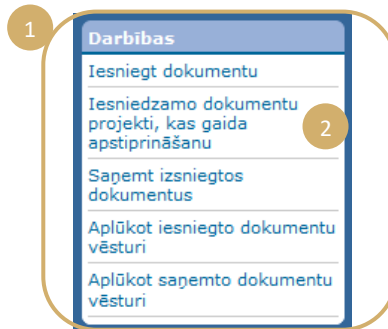 1
Darbības
Iesniegt dokumentu
Iesniedzamo dokumentu
projekti, kas gaida
apstiprināšanu
2
Saņemt izsniegtos
dokumentus
Aplūkot iesniegto dokumentu
vēsturi
Aplūkot saņemto dokumentu
vēsturi